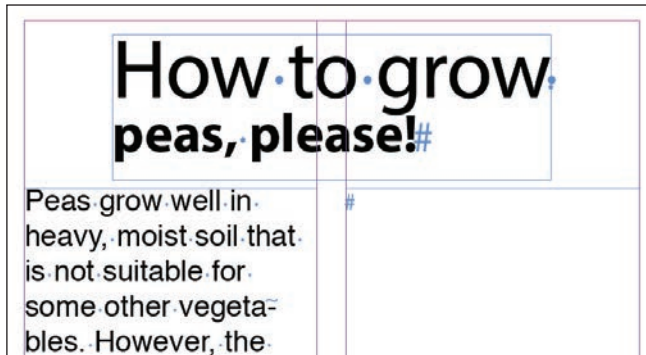 How to grow
peas, please!#
Peas grow well in
#
heavy, moist soil that
is not suitable for
some other vegeta-
bles. However, the